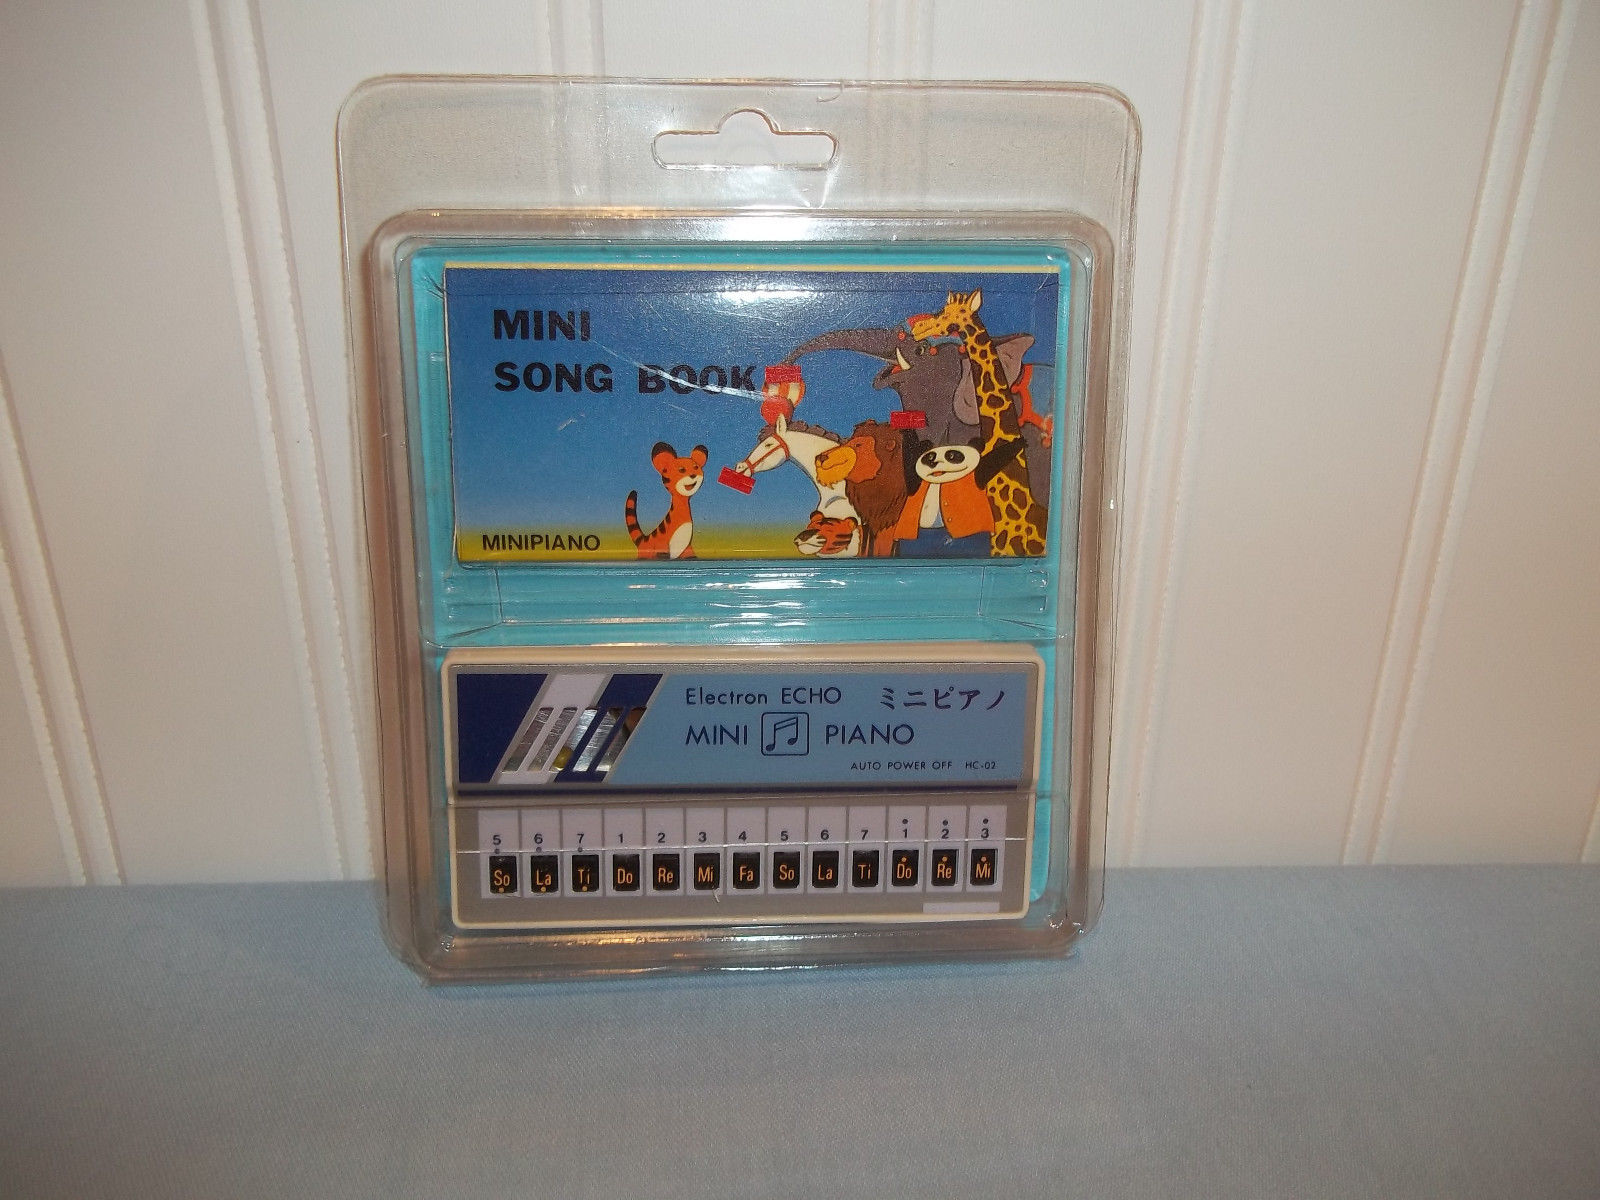 MINI
SONG BOOK
MINIPIANO
Electron ECHO ミニピアノ
MINI PIANO
AUTO POWER OFF HC-02
5 6 7 1 2 3 4 5 6 7 1 2 3
So La Ti Do Re Mi Fa So La Ti Do Re Mi